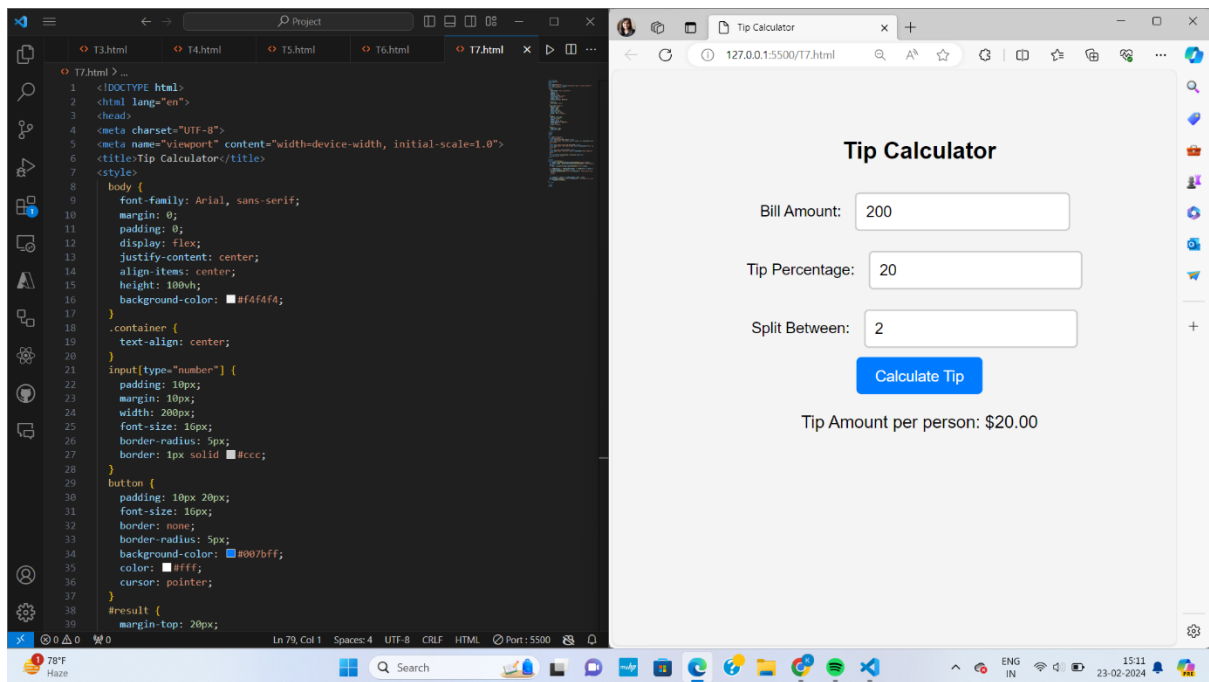 Project
T3.html
T4.html
T5.html
T6.html
T7.html
T7.html > ...
1 <!DOCTYPE html>
2 <html lang="en">
3 <head>
4 <meta charset="UTF-8">
5 <meta name="viewport" content="width=device-width, initial-scale=1.0">
6 <title>Tip Calculator</title>
7 <style>
8 body {
9 font-family: Arial, sans-serif;
10 margin: 0;
11 padding: 0;
12 display: flex;
13 justify-content: center;
14 align-items: center;
15 height: 100vh;
16 background-color: #f4f4f4;
17 }
18 .container {
19 text-align: center;
20 }
21 input[type="number"] {
22 padding: 10px;
23 margin: 10px;
24 width: 200px;
25 font-size: 16px;
26 border-radius: 5px;
27 border: 1px solid #ccc;
28 }
29 button {
30 padding: 10px 20px;
31 font-size: 16px;
32 border: none;
33 border-radius: 5px;
34 background-color: #007bff;
35 color: #fff;
36 cursor: pointer;
37 }
38 #result {
39 margin-top: 20px;
1
0 0 0
Ln 79, Col 1 Spaces: 4 UTF-8 CRLF HTML Port : 5500
Tip Calculator
127.0.0.1:5500/T7.html
Tip Calculator
Bill Amount: 200
Tip Percentage: 20
Split Between: 2
Calculate Tip
Tip Amount per person: $20.00
1
78°F
Haze
Search
ENG
IN
15:11
23-02-2024
PRE